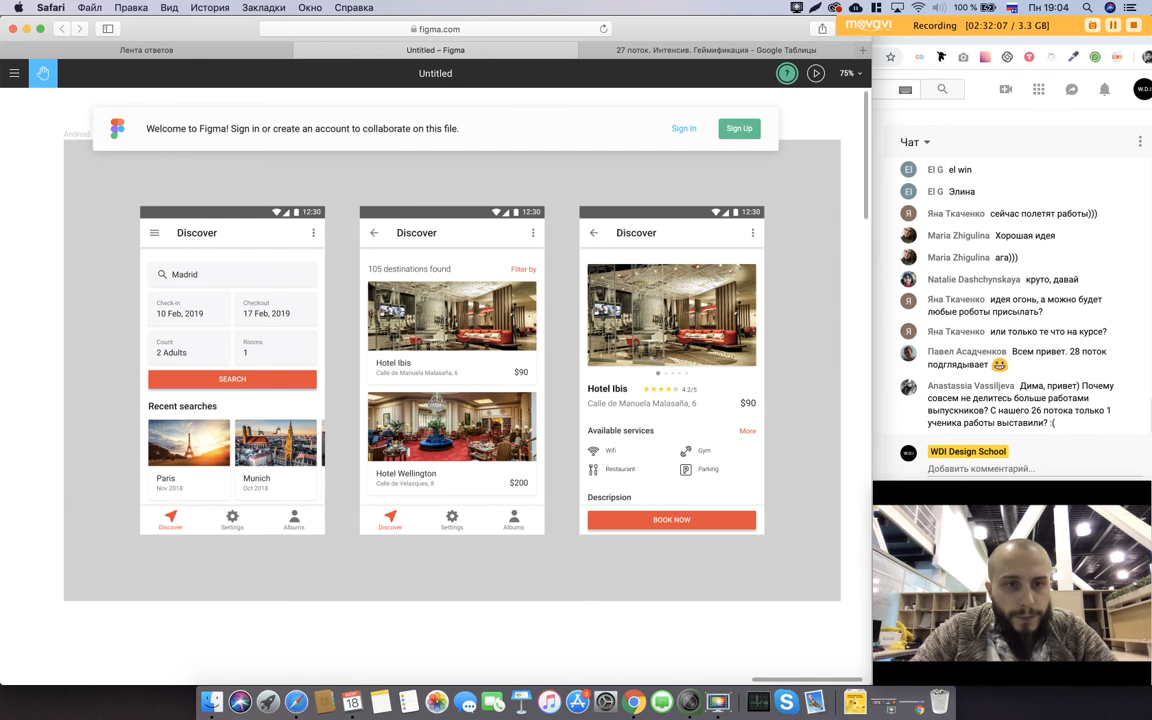 Safari Файл Правка Вид История Закладки Окно Справка
100 % Пн 19:04
movavi Recording [02:32:07 / 3.3 GB]
figma.com
Лента ответов
Untitled – Figma
27 поток. Интенсив. Геймификация - Google Таблицы
Untitled
?
75%
Android
Welcome to Figma! Sign in or create an account to collaborate on this file.
Sign In
Sign Up
12:30
Discover
Madrid
Check-in
10 Feb, 2019
Checkout
17 Feb, 2019
Count
2 Adults
Rooms
1
SEARCH
Recent searches
Paris
Nov 2018
Munich
Oct 2018
Discover
Settings
Albums
12:30
Discover
105 destinations found
Filter by
Hotel Ibis
Calle de Manuela Malasaña, 6
$90
Hotel Wellington
Calle de Velazques, 8
$200
Discover
Settings
Albums
12:30
Discover
Hotel Ibis
4.2/5
Calle de Manuela Malasaña, 6
$90
Available services
More
Wifi
Gym
Restaurant
Parking
Descripsion
BOOK NOW
W.D.I
Чат
El G el win
El G Элина
Яна Ткаченко сейчас полетят работы)))
Maria Zhigulina Хорошая идея
Maria Zhigulina ага)))
Natalie Dashchynskaya круто, давай
Яна Ткаченко идея огонь, а можно будет
любые роботы присылать?
Яна Ткаченко или только те что на курсе?
Павел Асадченков Всем привет. 28 поток
подглядывает
Anastassia Vassiljeva Дима, привет) Почему
совсем не делитесь больше работами
выпускников? С нашего 26 потока только 1
ученика работы выставили? :(
WDI Design School
Добавить комментарий...
18